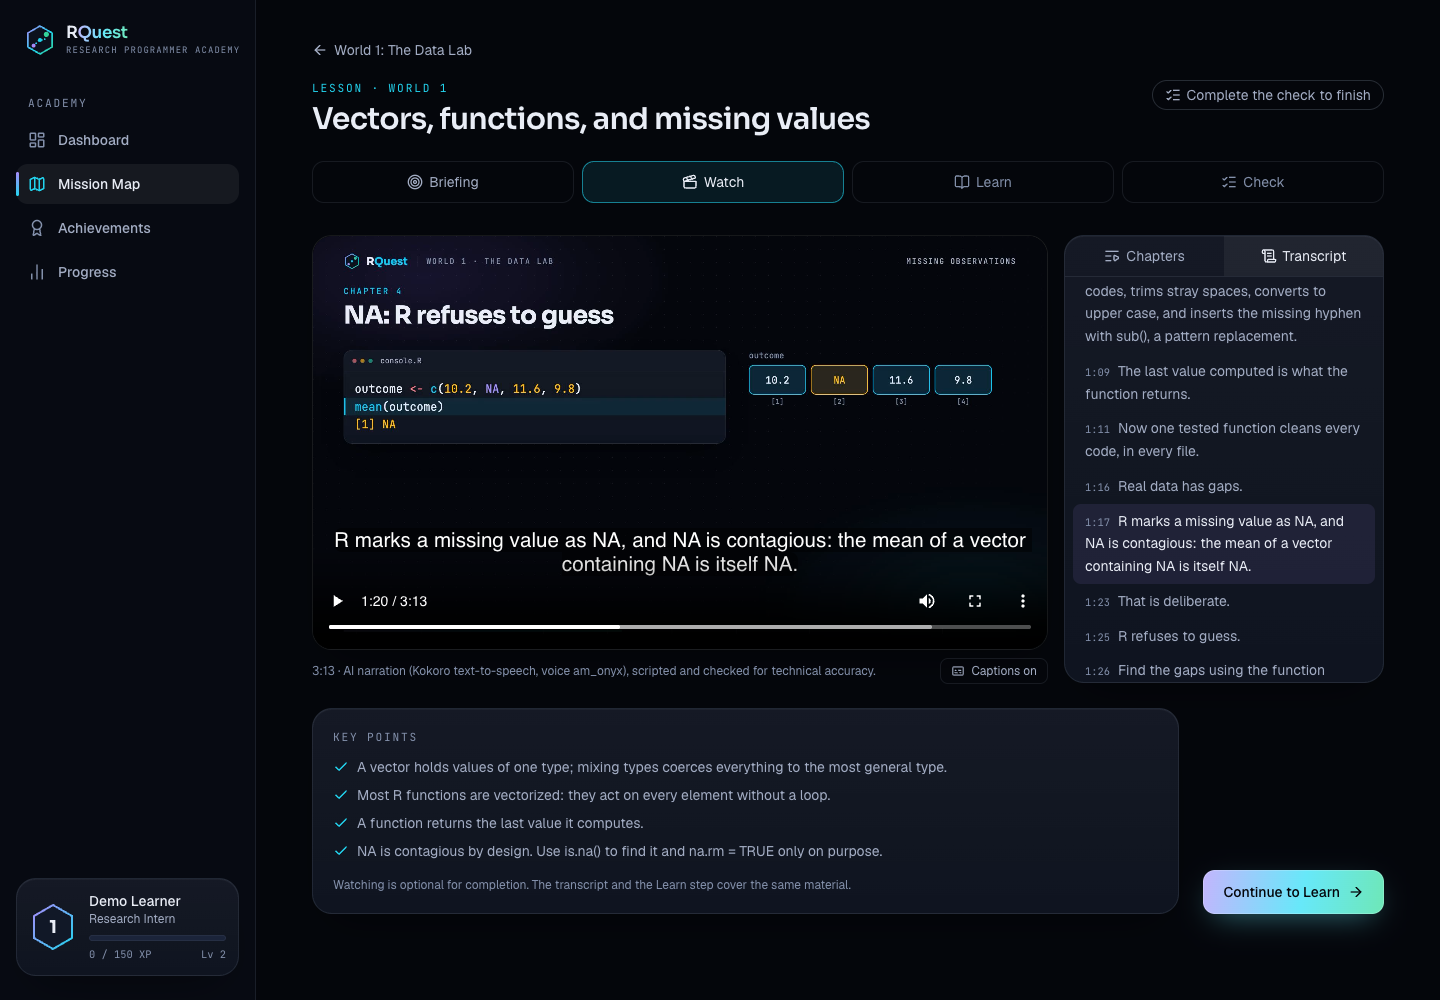 RQuest
RESEARCH PROGRAMMER ACADEMY
ACADEMY
Dashboard
Mission Map
Achievements
Progress
1
Demo Learner
Research Intern
0 / 150 XP
Lv 2
World 1: The Data Lab
LESSON · WORLD 1
Vectors, functions, and missing values
Complete the check to finish
Briefing
Watch
Learn
Check
RQuest
WORLD 1 · THE DATA LAB
MISSING OBSERVATIONS
CHAPTER 4
NA: R refuses to guess
console.R
outcome <- c(10.2, NA, 11.6, 9.8)
mean(outcome)
[1] NA
outcome
10.2 NA 11.6 9.8
[1] [2] [3] [4]
R marks a missing value as NA, and NA is contagious: the mean of a vector
containing NA is itself NA.
1:20 / 3:13
3:13 · AI narration (Kokoro text-to-speech, voice am_onyx), scripted and checked for technical accuracy.
Captions on
Chapters
Transcript
codes, trims stray spaces, converts to
upper case, and inserts the missing hyphen
with sub(), a pattern replacement.
1:09 The last value computed is what the
function returns.
1:11 Now one tested function cleans every
code, in every file.
1:16 Real data has gaps.
1:17 R marks a missing value as NA, and
NA is contagious: the mean of a vector
containing NA is itself NA.
1:23 That is deliberate.
1:25 R refuses to guess.
1:26 Find the gaps using the function
KEY POINTS
A vector holds values of one type; mixing types coerces everything to the most general type.
Most R functions are vectorized: they act on every element without a loop.
A function returns the last value it computes.
NA is contagious by design. Use is.na() to find it and na.rm = TRUE only on purpose.
Watching is optional for completion. The transcript and the Learn step cover the same material.
Continue to Learn